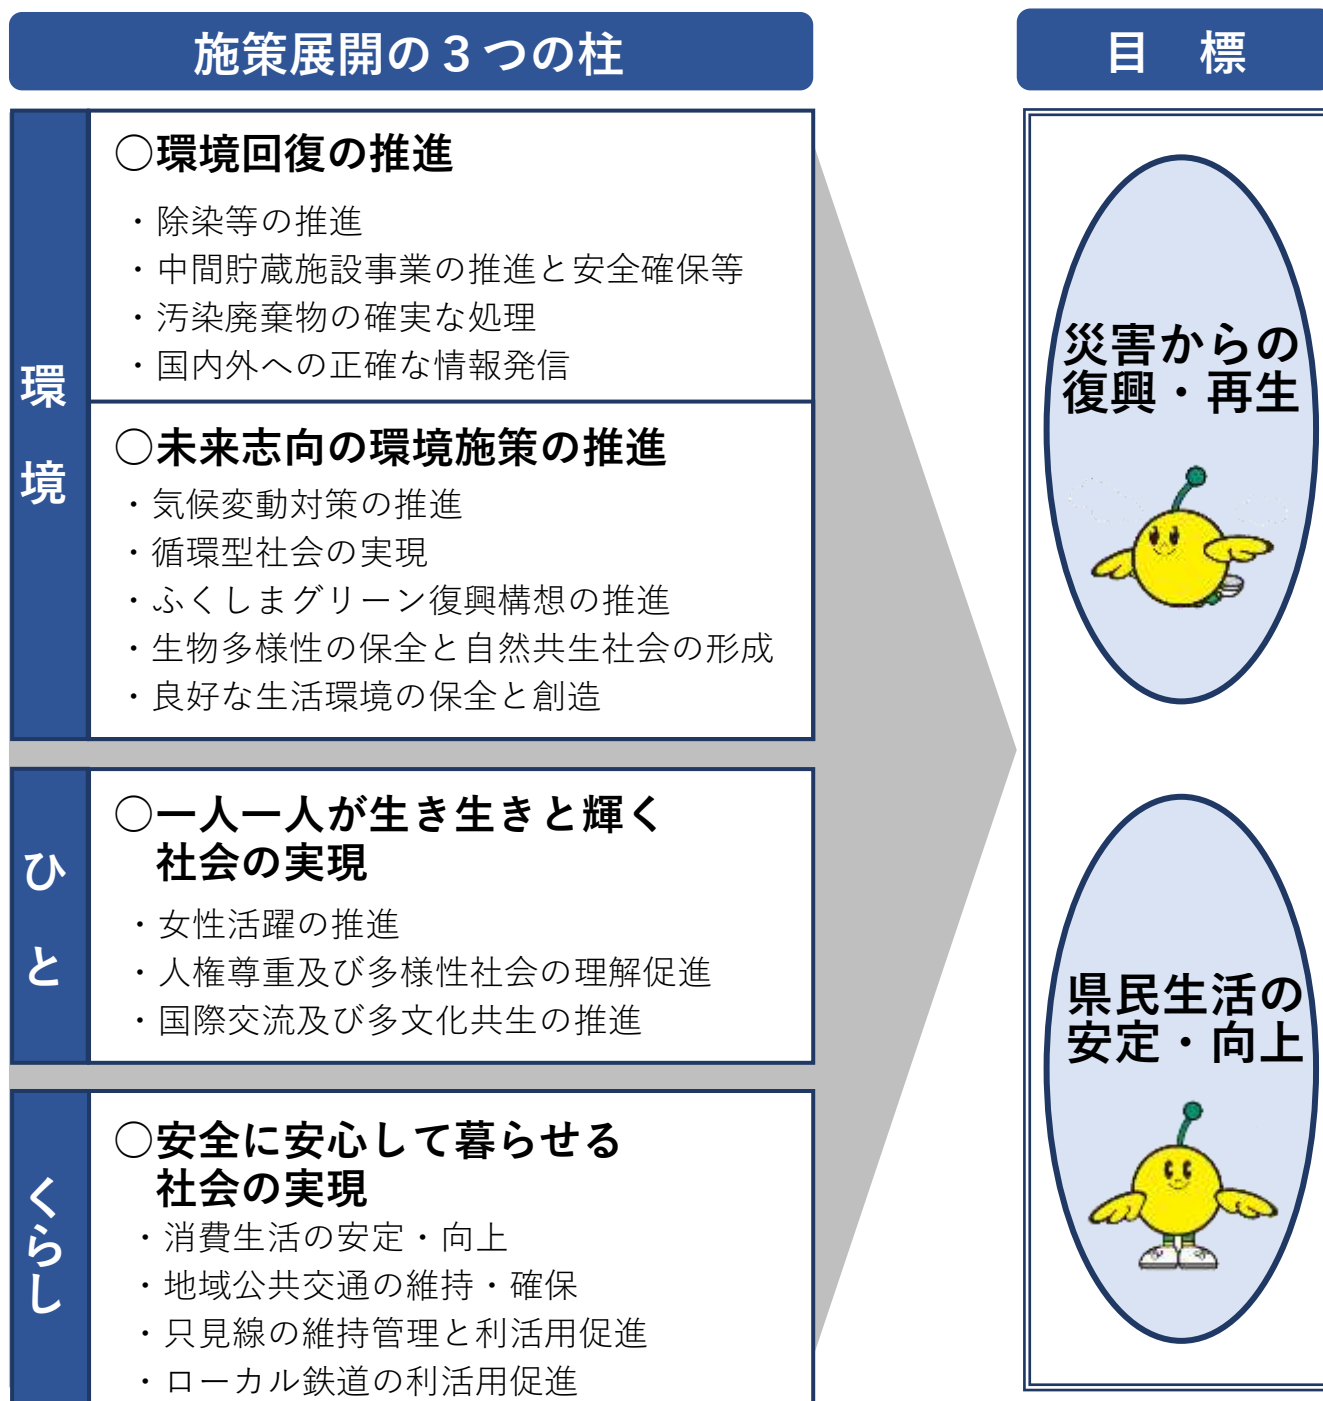 施策展開の３つの柱
環境
○環境回復の推進
・除染等の推進
・中間貯蔵施設事業の推進と安全確保等
・汚染廃棄物の確実な処理
・国内外への正確な情報発信
○未来志向の環境施策の推進
・気候変動対策の推進
・循環型社会の実現
・ふくしまグリーン復興構想の推進
・生物多様性の保全と自然共生社会の形成
・良好な生活環境の保全と創造
ひと
○一人一人が生き生きと輝く
社会の実現
・女性活躍の推進
・人権尊重及び多様性社会の理解促進
・国際交流及び多文化共生の推進
くらし
○安全に安心して暮らせる
社会の実現
・消費生活の安定・向上
・地域公共交通の維持・確保
・只見線の維持管理と利活用促進
・ローカル鉄道の利活用促進
目　標
災害からの
復興・再生
県民生活の
安定・向上